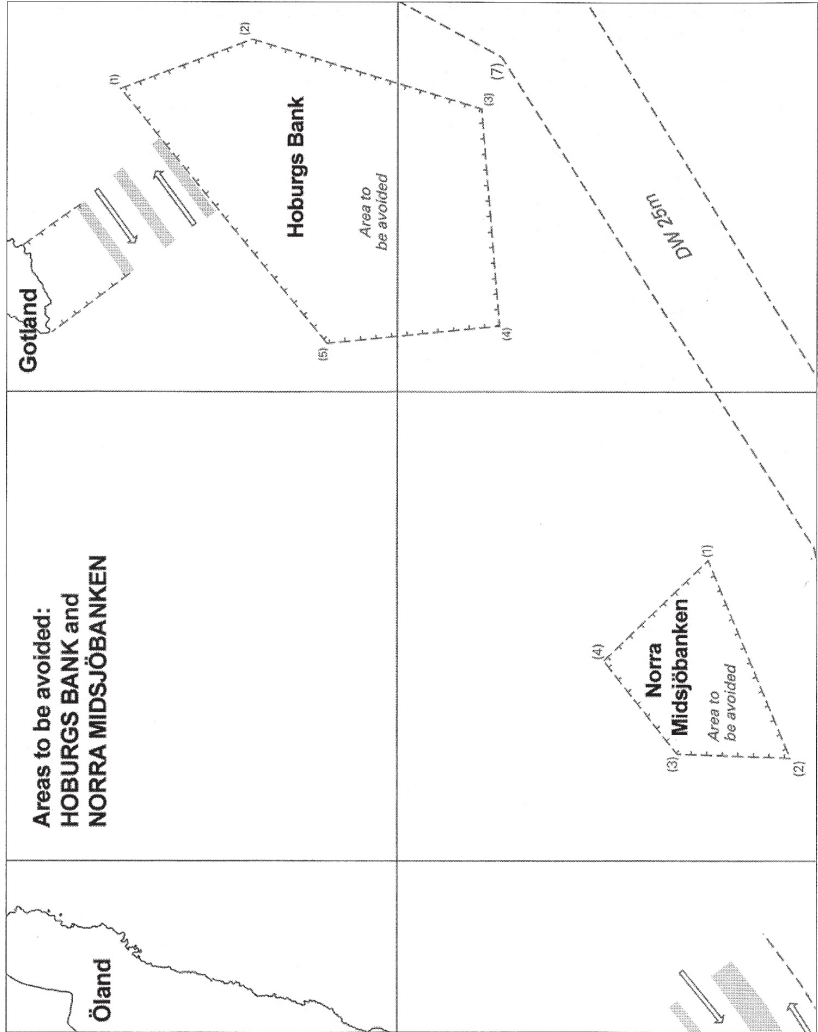 Areas to be avoided:
HOBURGS BANK and
NORRA MIDSJÖBANKEN
Öland
Gotland
(1)
(2)
Hoburgs Bank
Area to
be avoided
(3)
(4)
(5)
(7)
DW 25m
(4)
(1)
Norra
Midsjöbanken
Area to
be avoided
(3)
(2)